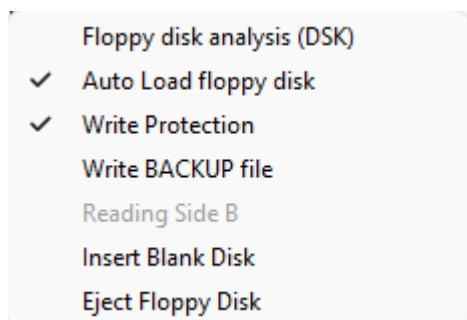 Floppy disk analysis (DSK)
Auto Load floppy disk
Write Protection
Write BACKUP file
Reading Side B
Insert Blank Disk
Eject Floppy Disk